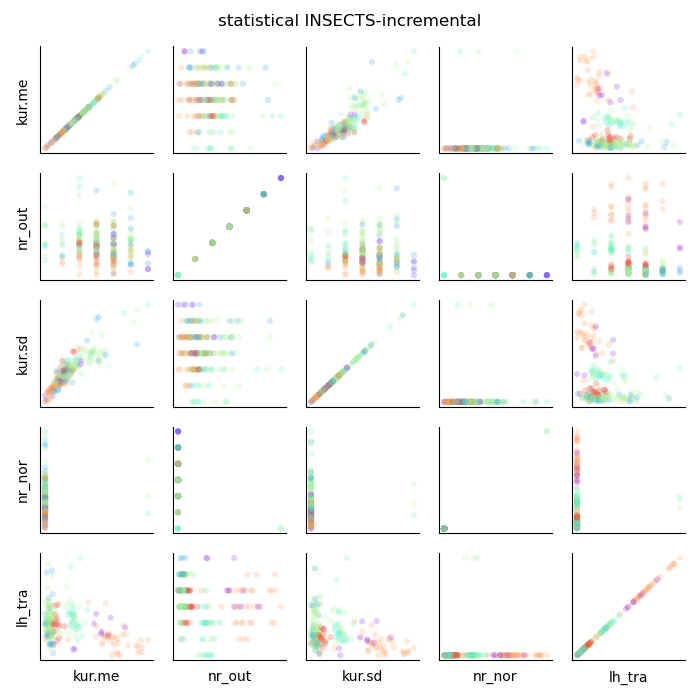 statistical INSECTS-incremental
kur.me
nr_out
kur.sd
nr_nor
lh_tra
kur.me nr_out kur.sd nr_nor lh_tra